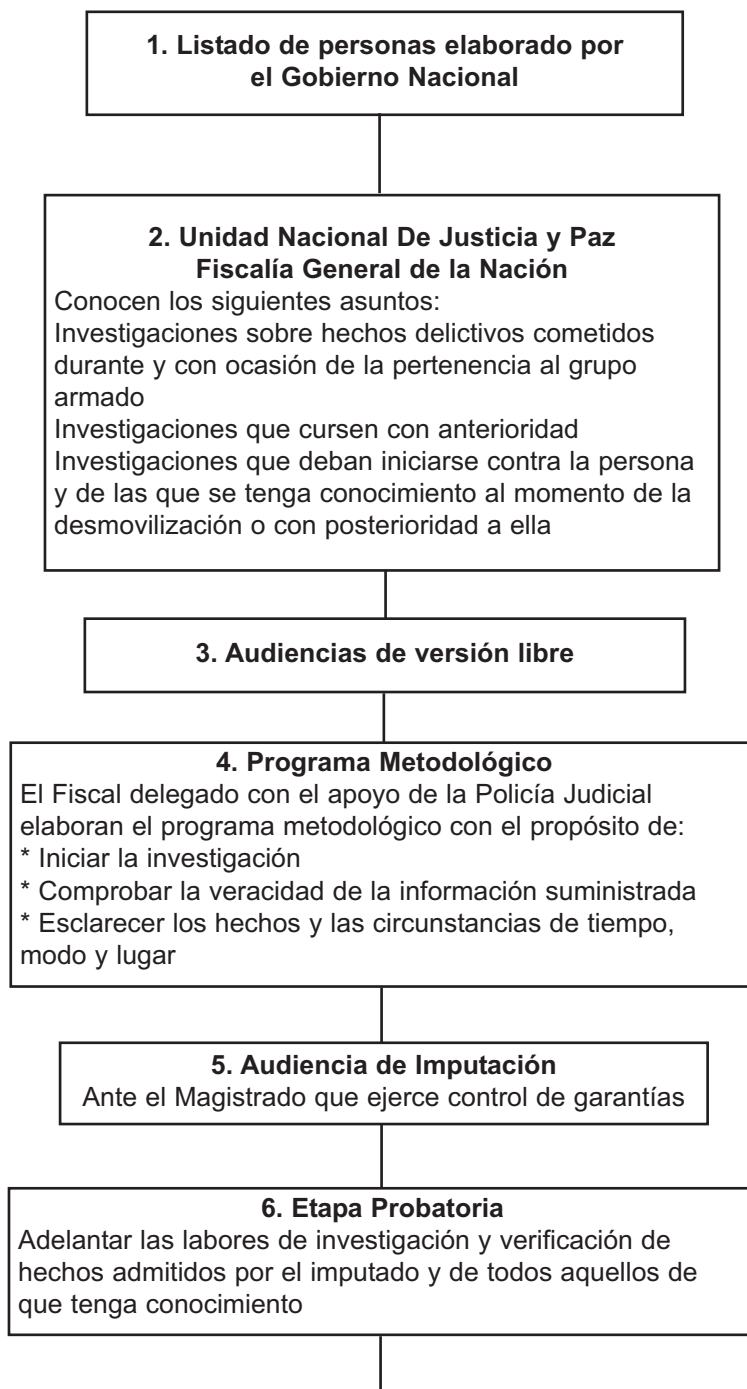 1. Listado de personas elaborado por
el Gobierno Nacional
2. Unidad Nacional De Justicia y Paz
Fiscalía General de la Nación
Conocen los siguientes asuntos:
Investigaciones sobre hechos delictivos cometidos
durante y con ocasión de la pertenencia al grupo
armado
Investigaciones que cursen con anterioridad
Investigaciones que deban iniciarse contra la persona
y de las que se tenga conocimiento al momento de la
desmovilización o con posterioridad a ella
3. Audiencias de versión libre
4. Programa Metodológico
El Fiscal delegado con el apoyo de la Policía Judicial
elaboran el programa metodológico con el propósito de:
* Iniciar la investigación
* Comprobar la veracidad de la información suministrada
* Esclarecer los hechos y las circunstancias de tiempo,
modo y lugar
5. Audiencia de Imputación
Ante el Magistrado que ejerce control de garantías
6. Etapa Probatoria
Adelantar las labores de investigación y verificación de
hechos admitidos por el imputado y de todos aquellos de
que tenga conocimiento